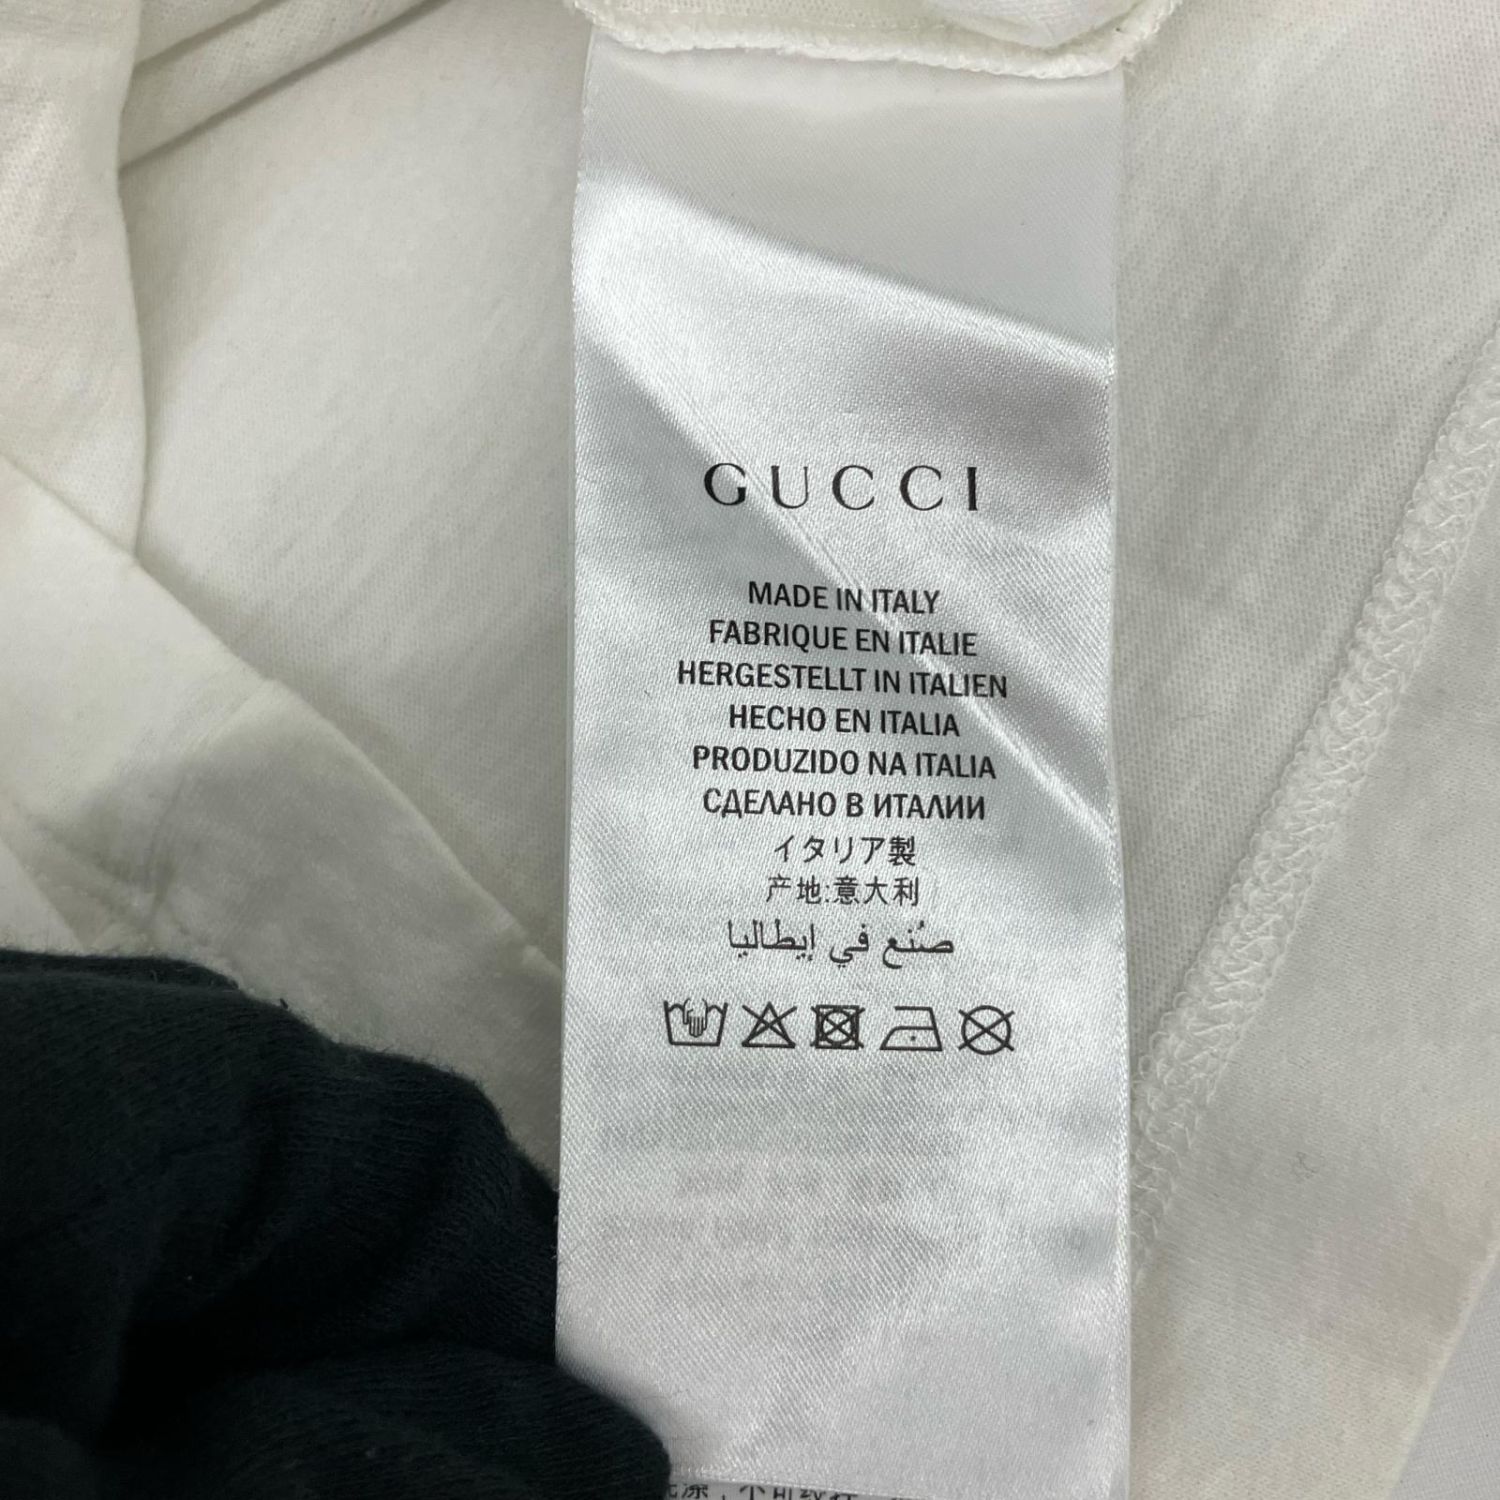 GUCCI
MADE IN ITALY
FABRIQUE EN ITALIE
HERGESTELLT IN ITALIEN
HECHO EN ITALIA
PRODUZIDO NA ITALIA
СДЕЛАНО В ИТАЛИИ
イタリア製
产地:意大利
صُنع في إيطاليا